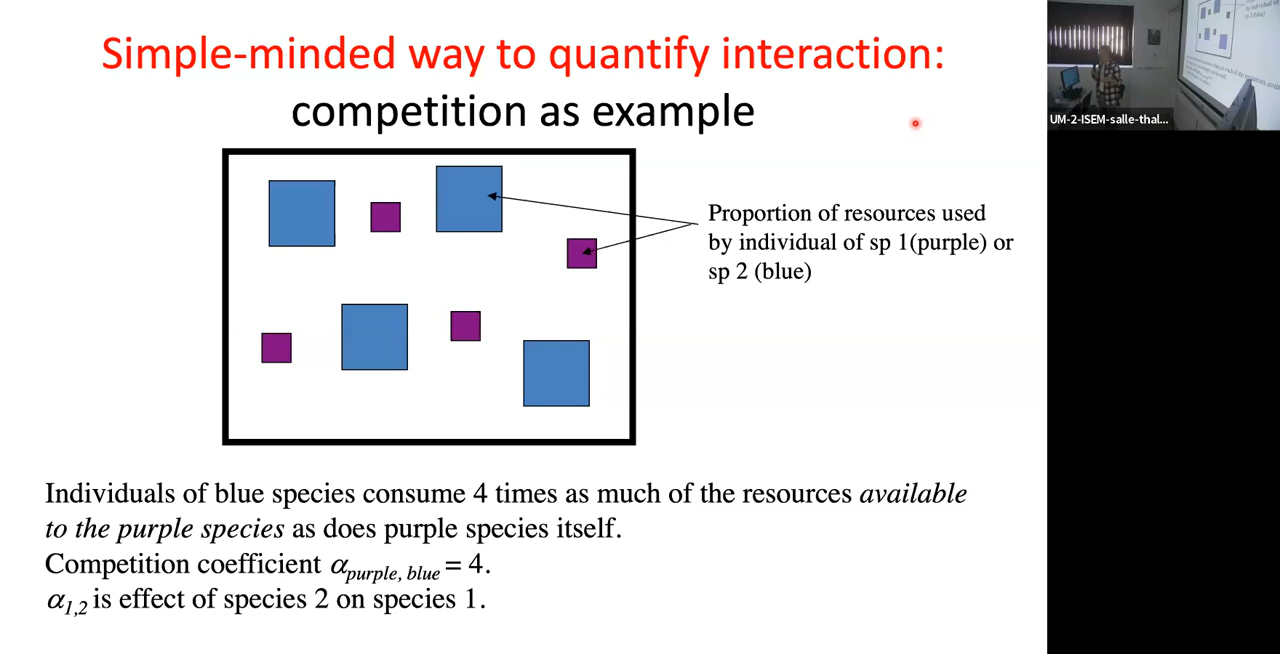 Simple-minded way to quantify interaction:
competition as example
Proportion of resources used
by individual of sp 1(purple) or
sp 2 (blue)
Individuals of blue species consume 4 times as much of the resources available
to the purple species as does purple species itself.
Competition coefficient α purple, blue = 4.
α 1,2 is effect of species 2 on species 1.
UM-2-ISEM-salle-thal...